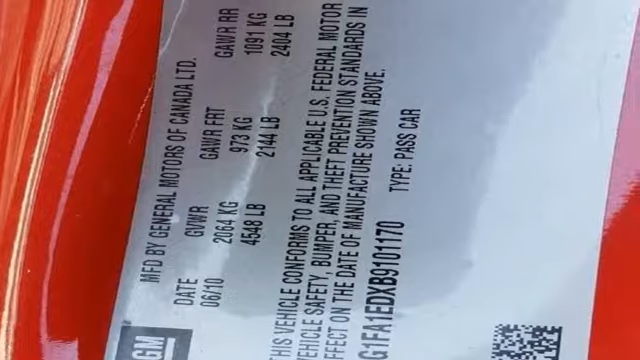 GM
MFD BY GENERAL MOTORS OF CANADA LTD.
DATE GVWR GAWR FRT GAWR RR
06/10 2064 KG 973 KG 1091 KG
4548 LB 2144 LB 2404 LB
THIS VEHICLE CONFORMS TO ALL APPLICABLE U.S. FEDERAL MOTOR
VEHICLE SAFETY, BUMPER, AND THEFT PREVENTION STANDARDS IN
EFFECT ON THE DATE OF MANUFACTURE SHOWN ABOVE.
G1FA1EDXB9101170 TYPE: PASS CAR